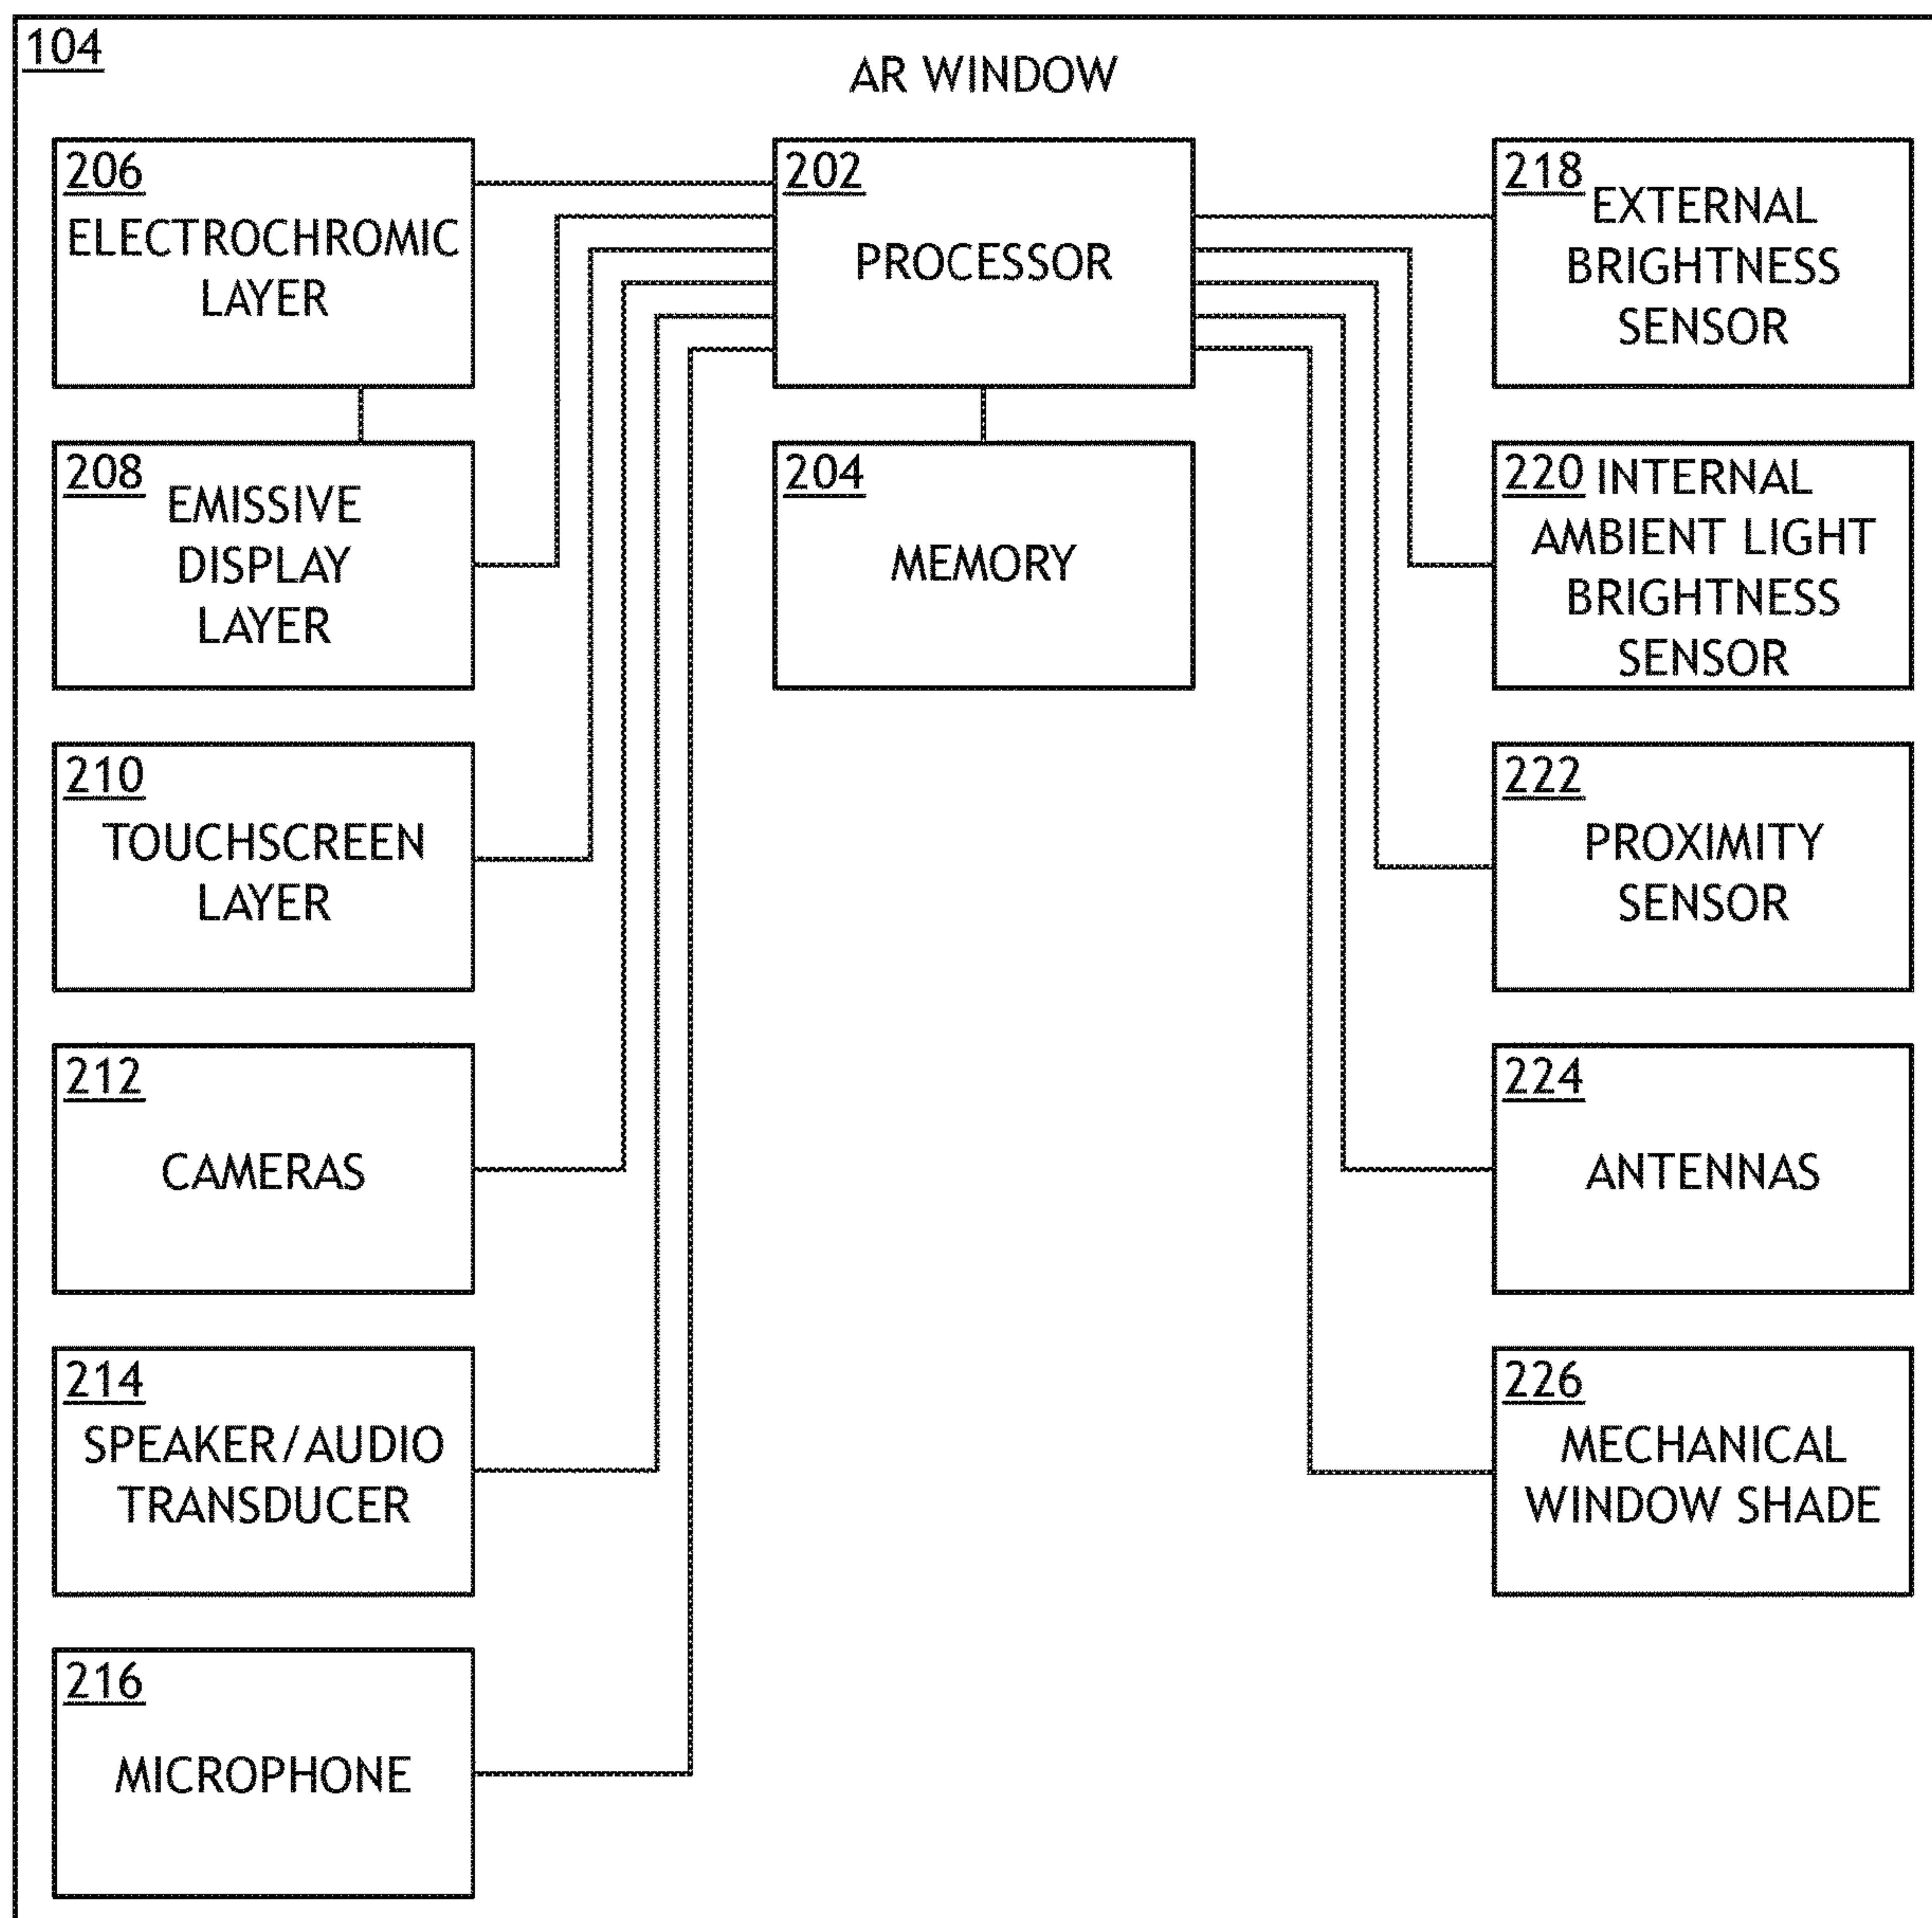 104
AR WINDOW
206
ELECTROCHROMIC
LAYER
208
EMISSIVE
DISPLAY
LAYER
210
TOUCHSCREEN
LAYER
212
CAMERAS
214
SPEAKER/AUDIO
TRANSDUCER
216
MICROPHONE
202
PROCESSOR
204
MEMORY
218
EXTERNAL
BRIGHTNESS
SENSOR
220 INTERNAL
AMBIENT LIGHT
BRIGHTNESS
SENSOR
222
PROXIMITY
SENSOR
224
ANTENNAS
226
MECHANICAL
WINDOW SHADE